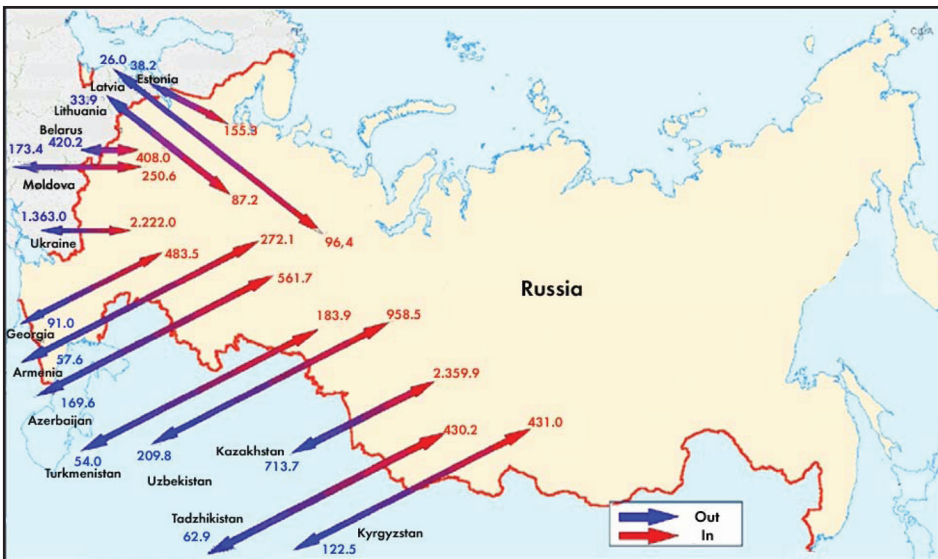 26.0
38.2
Estonia
Latvia
33.9
Lithuania
155.3
Belarus
420.2
173.4
408.0
250.6
Moldova
87.2
1.363.0
2.222.0
Ukraine
96,4
272.1
483.5
561.7
Russia
91.0
Georgia
183.9
958.5
57.6
Armenia
2.359.9
169.6
Azerbaijan
430.2
431.0
Kazakhstan
713.7
209.8
54.0
Turkmenistan
Uzbekistan
Tadzhikistan
62.9
Kyrgyzstan
122.5
Out
In